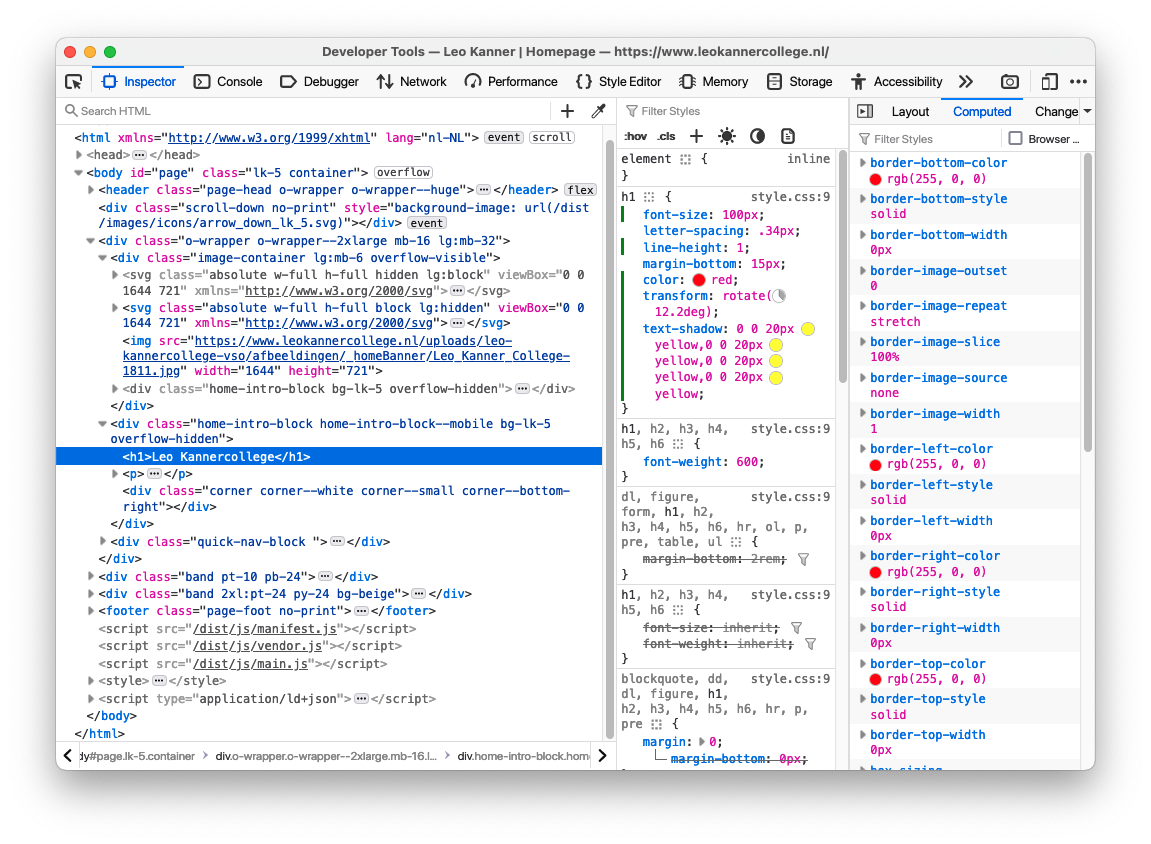 Developer Tools — Leo Kanner | Homepage — https://www.leokannercollege.nl/
Inspector Console Debugger Network Performance Style Editor Memory Storage Accessibility
Search HTML
<html xmlns="http://www.w3.org/1999/xhtml" lang="nl-NL"> event scroll
<head> </head>
<body id="page" class="lk-5 container"> overflow
<header class="page-head o-wrapper o-wrapper--huge"> </header> flex
<div class="scroll-down no-print" style="background-image: url(/dist
/images/icons/arrow_down_lk_5.svg)"></div> event
<div class="o-wrapper o-wrapper--2xlarge mb-16 lg:mb-32">
<div class="image-container lg:mb-6 overflow-visible">
<svg class="absolute w-full h-full hidden lg:block" viewBox="0 0
1644 721" xmlns="http://www.w3.org/2000/svg"> </svg>
<svg class="absolute w-full h-full block lg:hidden" viewBox="0 0
1644 721" xmlns="http://www.w3.org/2000/svg"> </svg>
<img src="https://www.leokannercollege.nl/uploads/leo-
kannercollege-vso/afbeeldingen/_homeBanner/Leo_Kanner_College-
1811.jpg" width="1644" height="721">
<div class="home-intro-block bg-lk-5 overflow-hidden"> </div>
</div>
<div class="home-intro-block home-intro-block--mobile bg-lk-5
overflow-hidden">
<h1>Leo Kannercollege</h1>
<p> </p>
<div class="corner corner--white corner--small corner--bottom-
right"></div>
</div>
<div class="quick-nav-block "> </div>
</div>
<div class="band pt-10 pb-24"> </div>
<div class="band 2xl:pt-24 py-24 bg-beige"> </div>
<footer class="page-foot no-print"> </footer>
<script src="/dist/js/manifest.js"></script>
<script src="/dist/js/vendor.js"></script>
<script src="/dist/js/main.js"></script>
<style> </style>
<script type="application/ld+json"> </script>
</body>
</html>
dy#page.lk-5.container div.o-wrapper.o-wrapper--2xlarge.mb-16.l... div.home-intro-block.hom
Filter Styles
:hov .cls
element { inline
}
h1 { style.css:9
font-size: 100px;
letter-spacing: .34px;
line-height: 1;
margin-bottom: 15px;
color: red;
transform: rotate(
12.2deg);
text-shadow: 0 0 20px
yellow,0 0 20px
yellow,0 0 20px
yellow,0 0 20px
yellow;
}
h1, h2, h3, h4, style.css:9
h5, h6 {
font-weight: 600;
}
dl, figure, style.css:9
form, h1, h2,
h3, h4, h5, h6, hr, ol, p,
pre, table, ul {
margin-bottom: 2rem;
}
h1, h2, h3, h4, style.css:9
h5, h6 {
font-size: inherit;
font-weight: inherit;
}
blockquote, dd, style.css:9
dl, figure, h1,
h2, h3, h4, h5, h6, hr, p,
pre {
margin: 0;
margin-bottom: 0px;
Layout Computed Change
Filter Styles Browser ...
border-bottom-color
rgb(255, 0, 0)
border-bottom-style
solid
border-bottom-width
0px
border-image-outset
0
border-image-repeat
stretch
border-image-slice
100%
border-image-source
none
border-image-width
1
border-left-color
rgb(255, 0, 0)
border-left-style
solid
border-left-width
0px
border-right-color
rgb(255, 0, 0)
border-right-style
solid
border-right-width
0px
border-top-color
rgb(255, 0, 0)
border-top-style
solid
border-top-width
0px
box-sizing